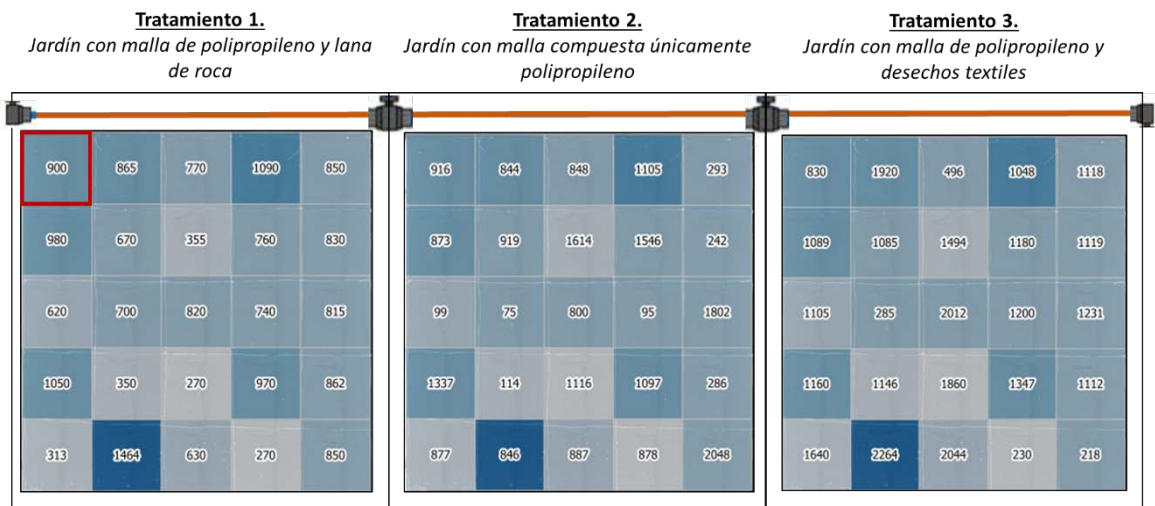 Tratamiento 1.
Jardín con malla de polipropileno y lana
de roca
Tratamiento 2.
Jardín con malla compuesta únicamente
polipropileno
Tratamiento 3.
Jardín con malla de polipropileno y
desechos textiles
900 865 770 1090 850
980 670 355 760 830
620 700 820 740 815
1050 350 270 970 862
313 1464 630 270 850
916 844 848 1105 293
873 919 1614 1546 242
99 75 800 95 1802
1337 114 1116 1097 286
877 846 887 878 2048
830 1920 496 1048 1118
1089 1085 1494 1180 1119
1105 285 2012 1200 1231
1160 1146 1860 1347 1112
1640 2264 2044 230 218